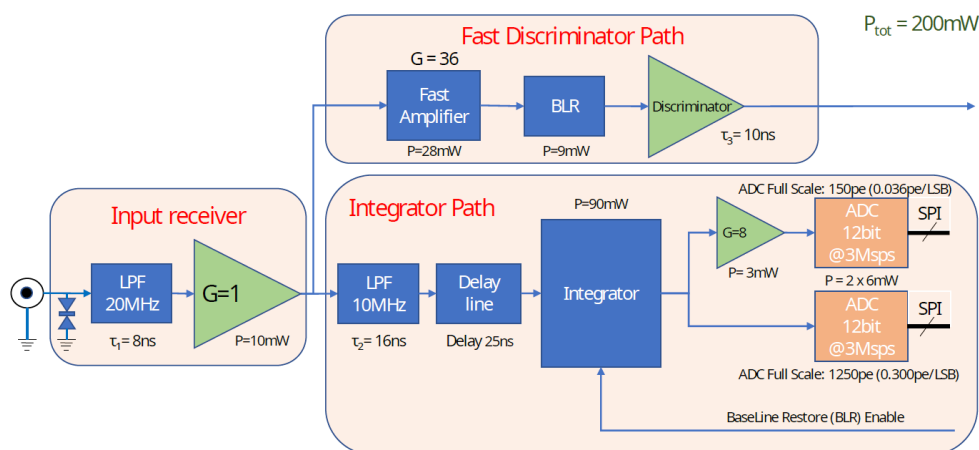 P_tot = 200mW
Fast Discriminator Path
G = 36
Fast
Amplifier
P=28mW
BLR
P=9mW
Discriminator
τ₃= 10ns
Input receiver
LPF
20MHz
τ₁= 8ns
G=1
P=10mW
Integrator Path
LPF
10MHz
τ₂= 16ns
Delay
line
Delay 25ns
P=90mW
Integrator
ADC Full Scale: 150pe (0.036pe/LSB)
G=8
P= 3mW
ADC
12bit
@3Msps
SPI
P = 2 x 6mW
ADC
12bit
@3Msps
SPI
ADC Full Scale: 1250pe (0.300pe/LSB)
BaseLine Restore (BLR) Enable